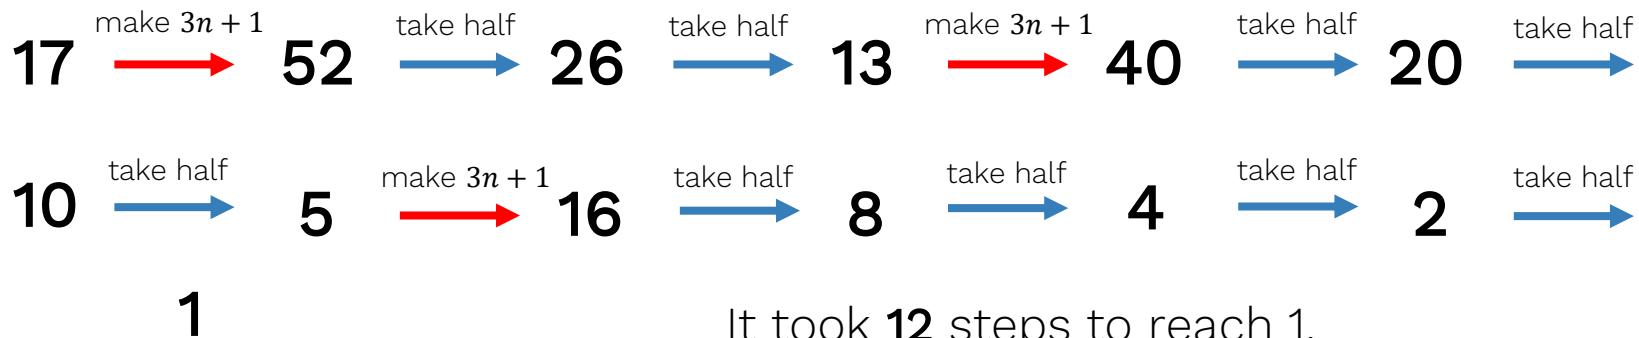 make 3n + 1 take half take half make 3n + 1 take half take half
17 52 26 13 40 20
take half make 3n + 1 take half take half take half take half
10 5 16 8 4 2
1
It took 12 steps to reach 1.